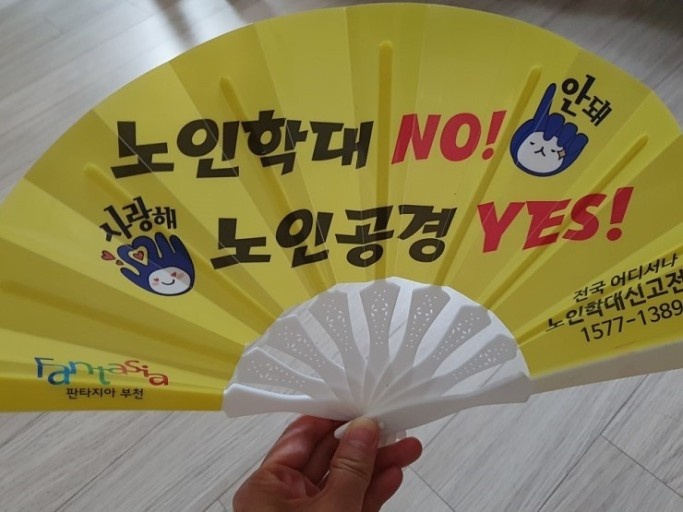 노인학대 NO!
안돼
사랑해
노인공경 YES!
전국 어디서나
노인학대신고전
1577-1389
Fantasia
판타지아 부천